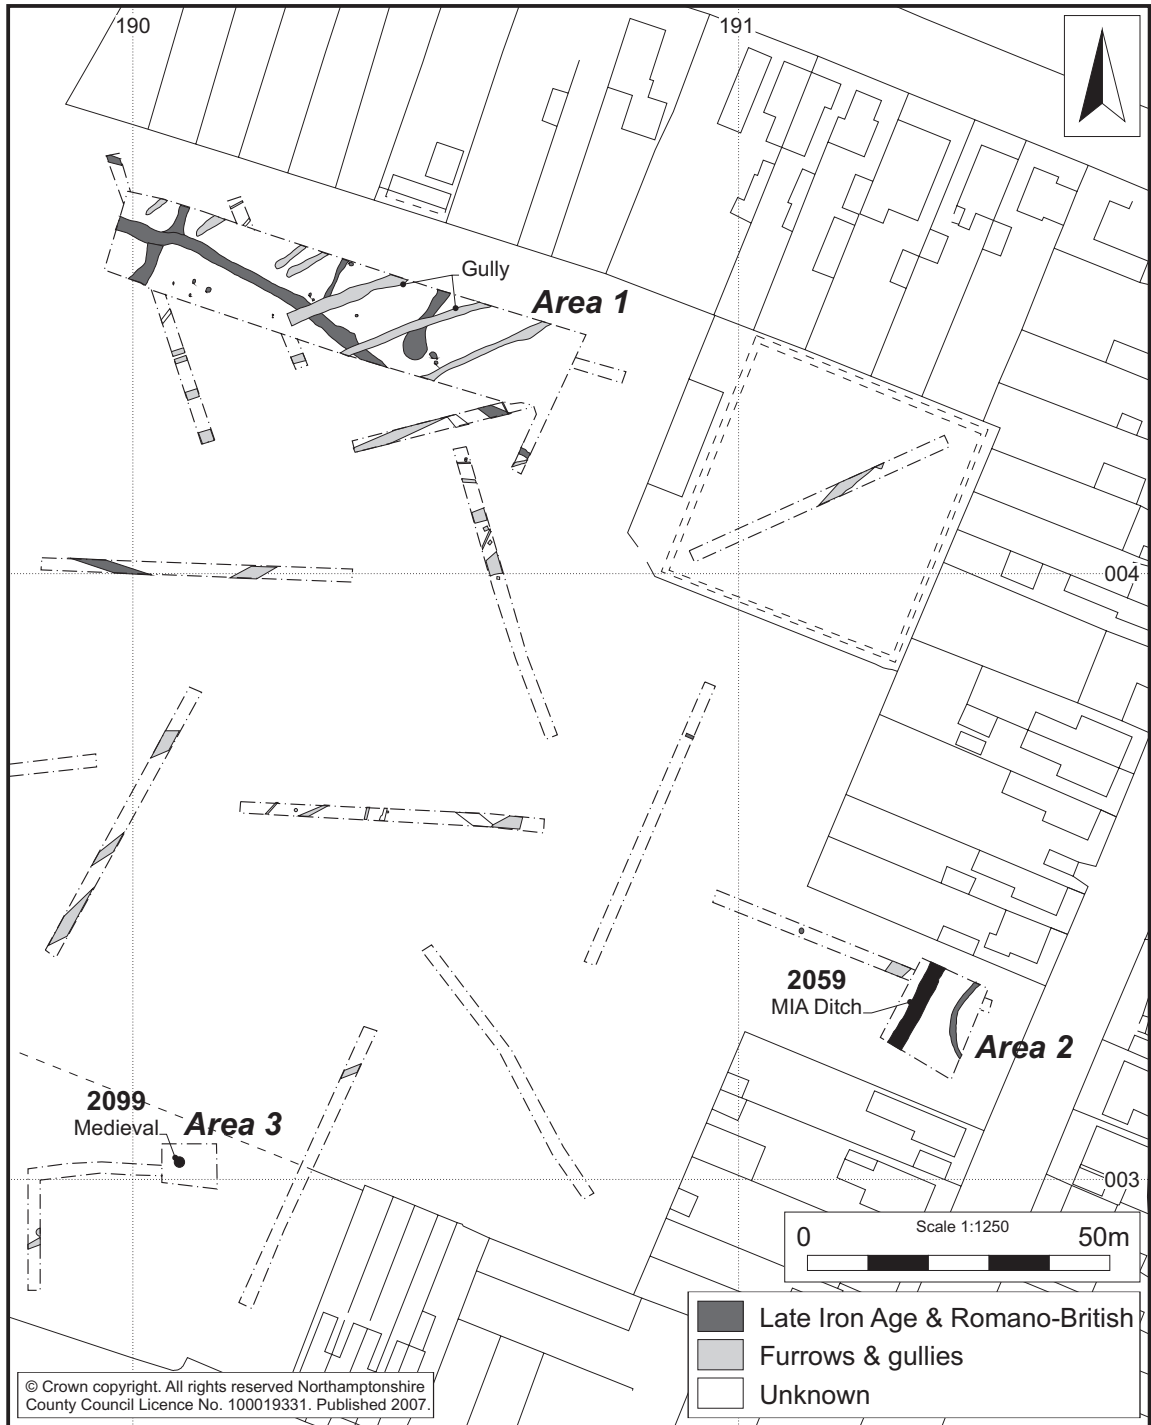 190
191
Gully
Area 1
004
2059
MIA Ditch
Area 2
2099
Medieval
Area 3
003
Scale 1:1250
0
50m
Late Iron Age & Romano-British
Furrows & gullies
Unknown
© Crown copyright. All rights reserved Northamptonshire
County Council Licence No. 100019331. Published 2007.